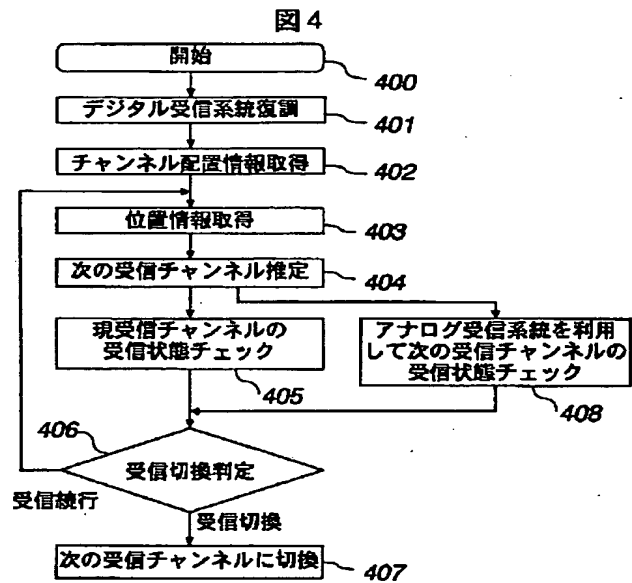 図4
開始
400
デジタル受信系統復調
401
チャンネル配置情報取得
402
位置情報取得
403
次の受信チャンネル推定
404
現受信チャンネルの
受信状態チェック
405
アナログ受信系統を利用
して次の受信チャンネルの
受信状態チェック
408
406
受信切換判定
受信続行
受信切換
次の受信チャンネルに切換
407